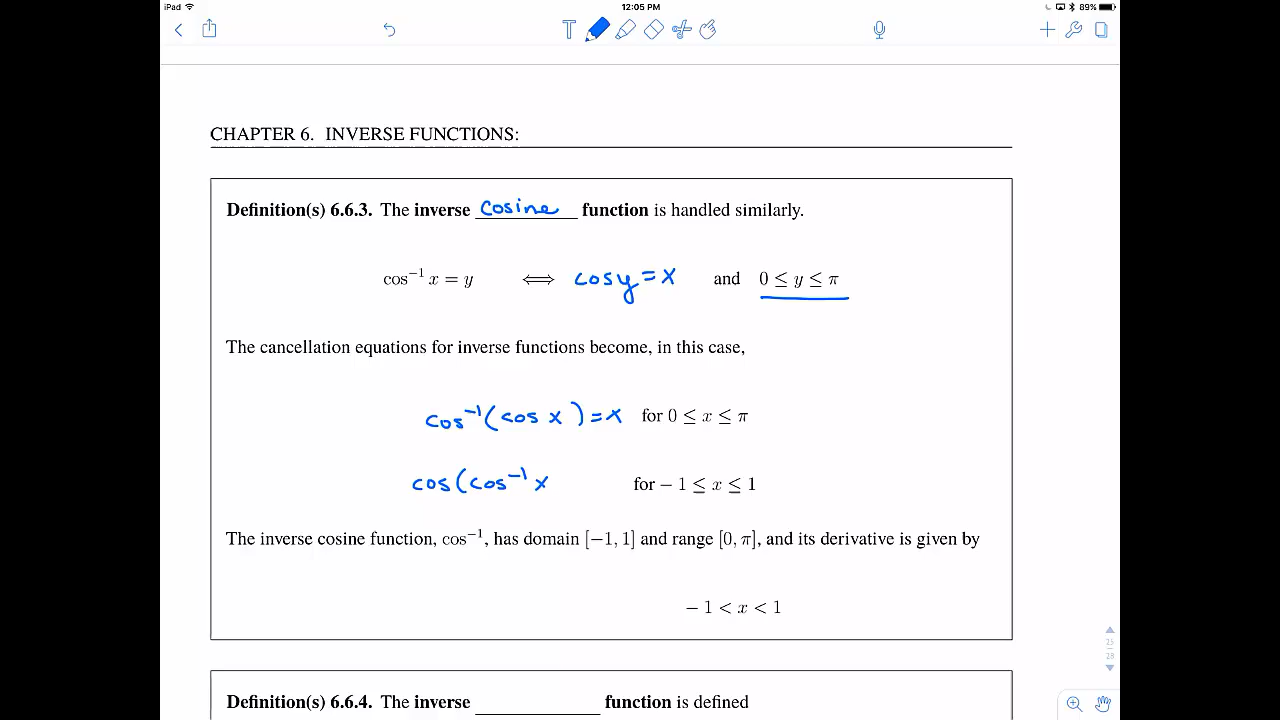 iPad 12:05 PM 89%
T
CHAPTER 6. INVERSE FUNCTIONS:
Definition(s) 6.6.3. The inverse cosine function is handled similarly.
cos⁻¹ x = y ⟺ cos y = x and 0 ≤ y ≤ π
The cancellation equations for inverse functions become, in this case,
cos⁻¹(cos x) = x for 0 ≤ x ≤ π
cos(cos⁻¹ x for − 1 ≤ x ≤ 1
The inverse cosine function, cos⁻¹, has domain [−1, 1] and range [0, π], and its derivative is given by
− 1 < x < 1
25
28
Definition(s) 6.6.4. The inverse ________ function is defined